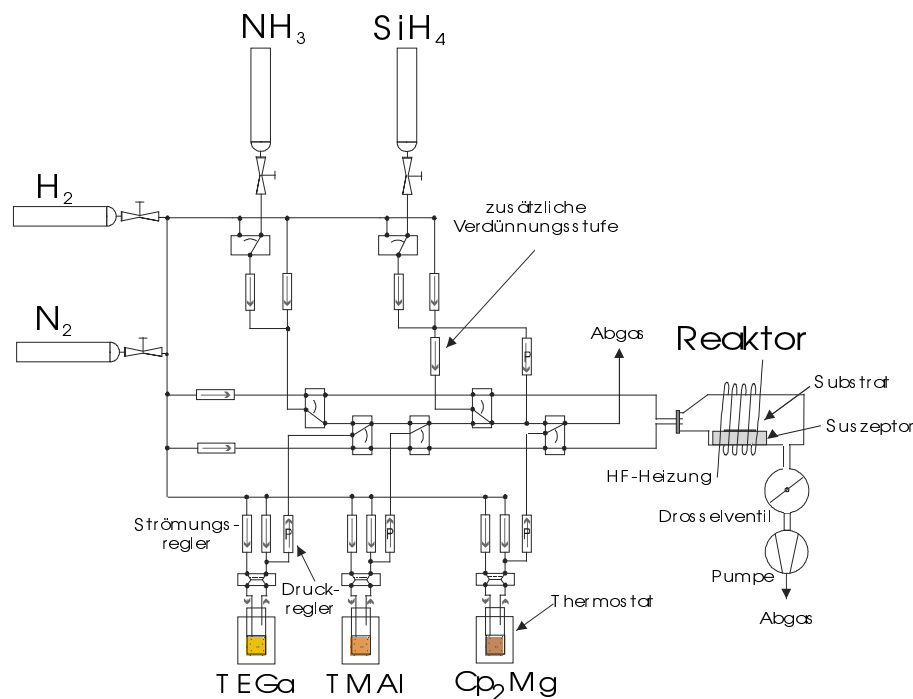 NH₃
SiH₄
H₂
zusätzliche
Verdünnungsstufe
N₂
Abgas
Reaktor
P
Substrat
Suszeptor
HF-Heizung
Drosselventil
Strömungs-
regler
P
P
Druck-
regler
Pumpe
Thermostat
Abgas
TEGa
TMAl
Cp₂Mg